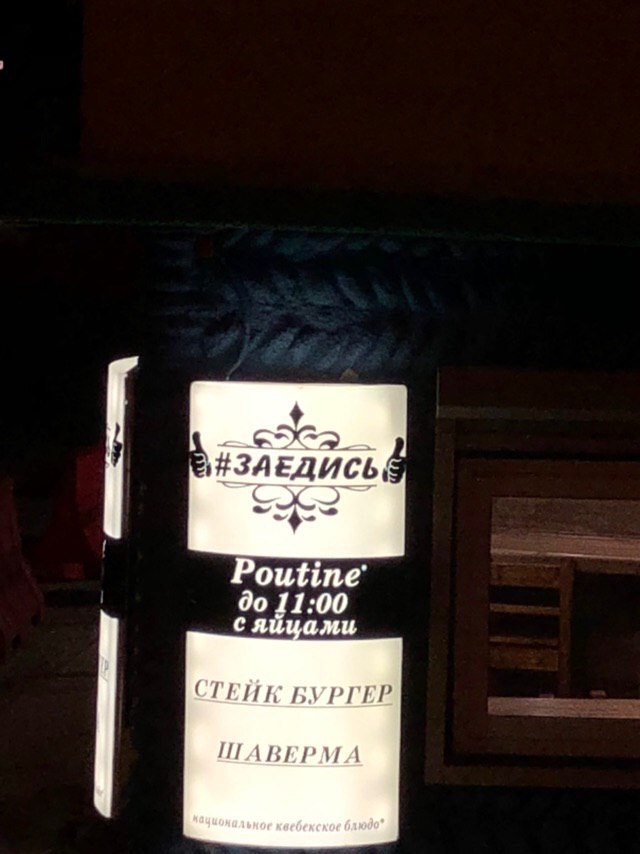 #ЗАЕДИСЬ
Poutine*
до 11:00
с яйцами
СТЕЙК БУРГЕР
ШАВЕРМА
национальное квебекское блюдо*